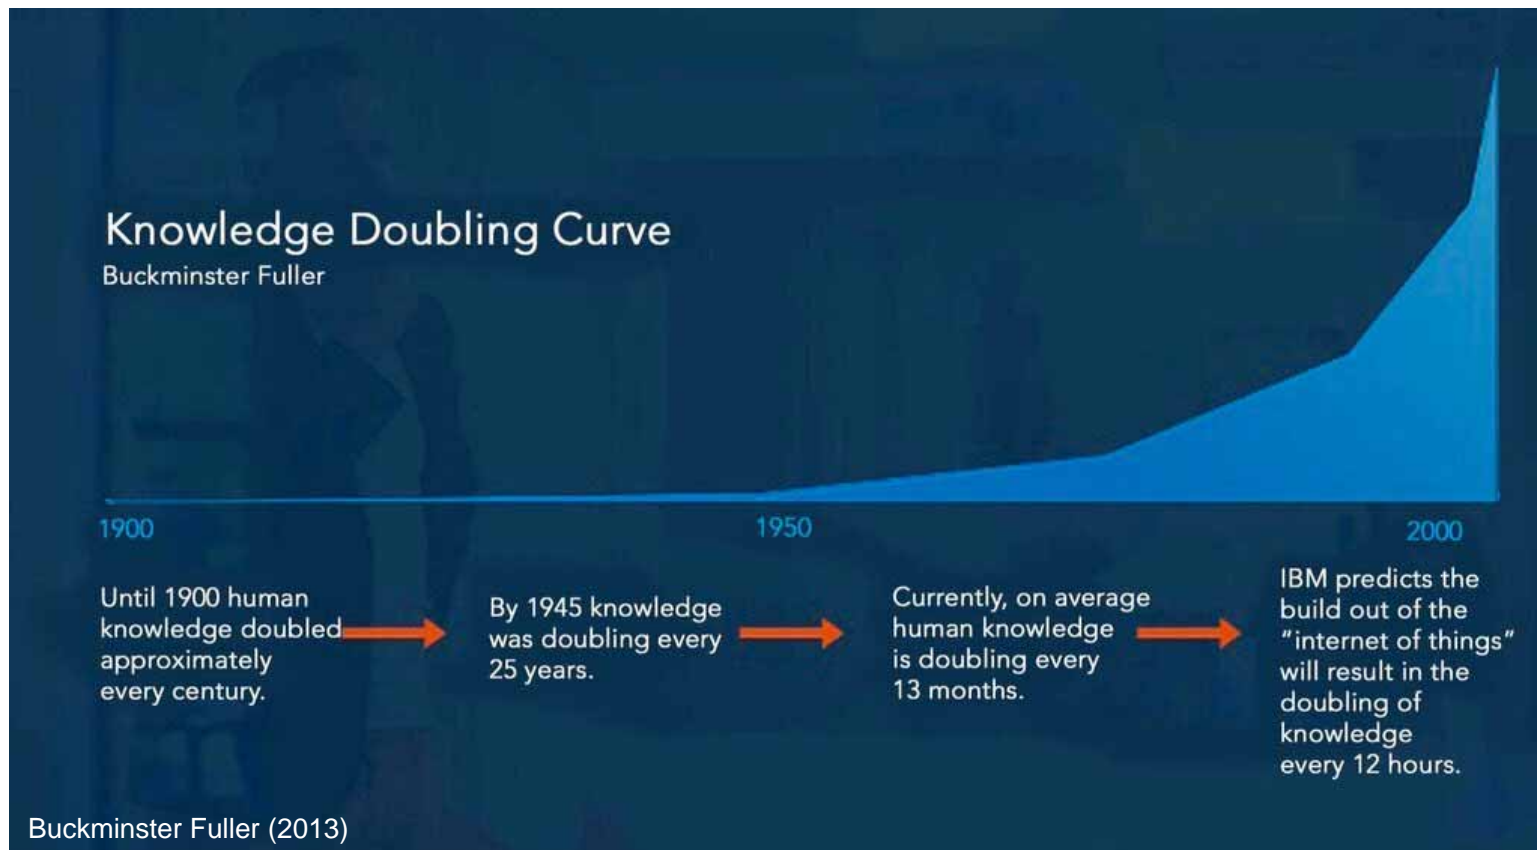 Knowledge Doubling Curve
Buckminster Fuller
1900
1950
2000
Until 1900 human
knowledge doubled
approximately
every century.
By 1945 knowledge
was doubling every
25 years.
Currently, on average
human knowledge
is doubling every
13 months.
IBM predicts the
build out of the
"internet of things"
will result in the
doubling of
knowledge
every 12 hours.
Buckminster Fuller (2013)